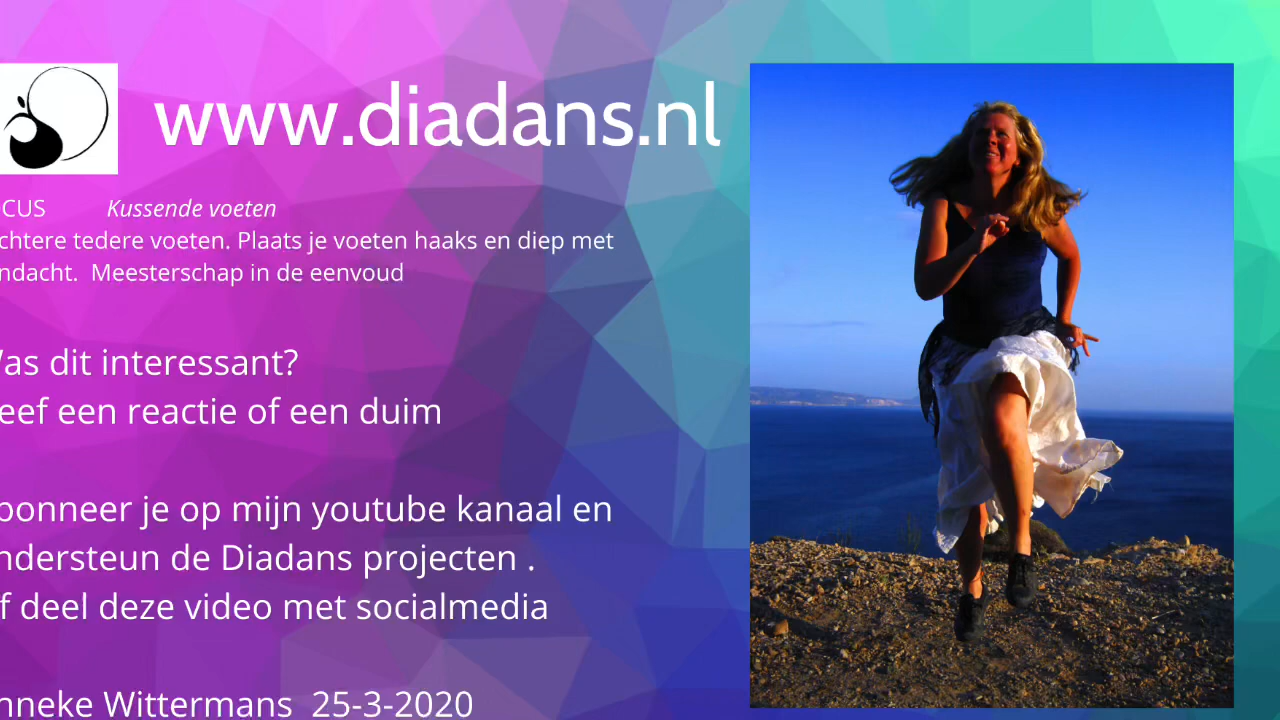 www.diadans.nl
CUS Kussende voeten
chtere tedere voeten. Plaats je voeten haaks en diep met
ndacht. Meesterschap in de eenvoud
as dit interessant?
eef een reactie of een duim
bonneer je op mijn youtube kanaal en
ndersteun de Diadans projecten .
f deel deze video met socialmedia
nneke Wittermans 25-3-2020